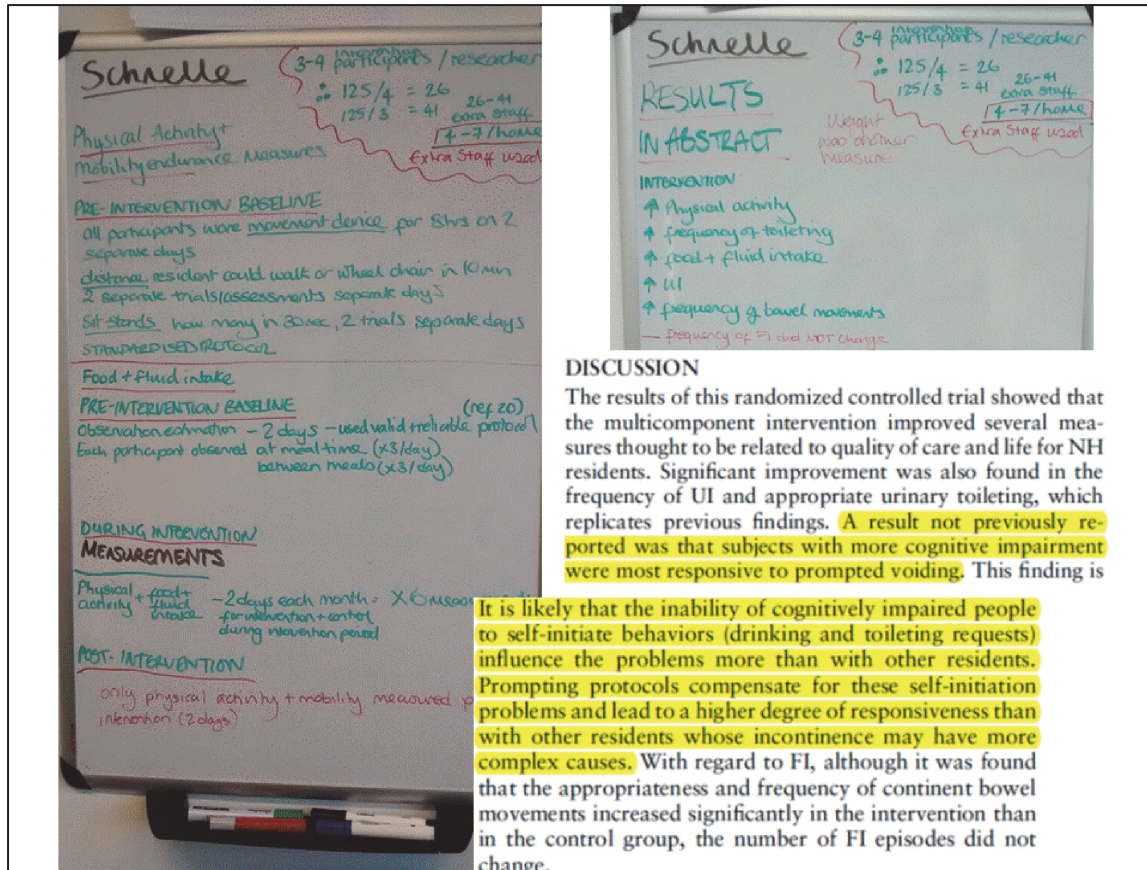 Schnelle
3-4 intervention participants / researcher
∴ 125/4 = 26
125/3 = 41
26-41 extra staff
4-7/home
Extra Staff used
Physical Activity +
Mobility endurance Measures
PRE-INTERVENTION BASELINE
all participants wore movement device for 8hrs on 2
separate days
distance resident could walk or wheel chair in 10 min
2 separate trials/assessments separate days
Sit-stands how many in 30sec, 2 trials separate days
STANDARDISED PROTOCOL
Food + fluid intake
PRE-INTERVENTION BASELINE (ref 20)
Observation estimation - 2 days - used valid + reliable protocol
Each participant observed at meal time (x3/day)
between meals (x3/day)
DURING INTERVENTION
MEASUREMENTS
Physical activity + food + fluid intake - 2 days each month = x6
for intervention + control
during intervention period
POST-INTERVENTION
only physical activity + mobility measured
intervention (2 days)
Schnelle
3-4 intervention participants / researcher
∴ 125/4 = 26
125/3 = 41
26-41
extra staff
4-7/home
Extra Staff used
RESULTS
IN ABSTRACT
Weight
was another
measure
INTERVENTION
↑ Physical activity
↑ frequency of toileting
↑ food + fluid intake
↑ UI
↑ frequency of bowel movements
— frequency of FI did NOT change
DISCUSSION
The results of this randomized controlled trial showed that
the multicomponent intervention improved several mea-
sures thought to be related to quality of care and life for NH
residents. Significant improvement was also found in the
frequency of UI and appropriate urinary toileting, which
replicates previous findings. A result not previously re-
ported was that subjects with more cognitive impairment
were most responsive to prompted voiding. This finding is
It is likely that the inability of cognitively impaired people
to self-initiate behaviors (drinking and toileting requests)
influence the problems more than with other residents.
Prompting protocols compensate for these self-initiation
problems and lead to a higher degree of responsiveness than
with other residents whose incontinence may have more
complex causes. With regard to FI, although it was found
that the appropriateness and frequency of continent bowel
movements increased significantly in the intervention than
in the control group, the number of FI episodes did not
change.